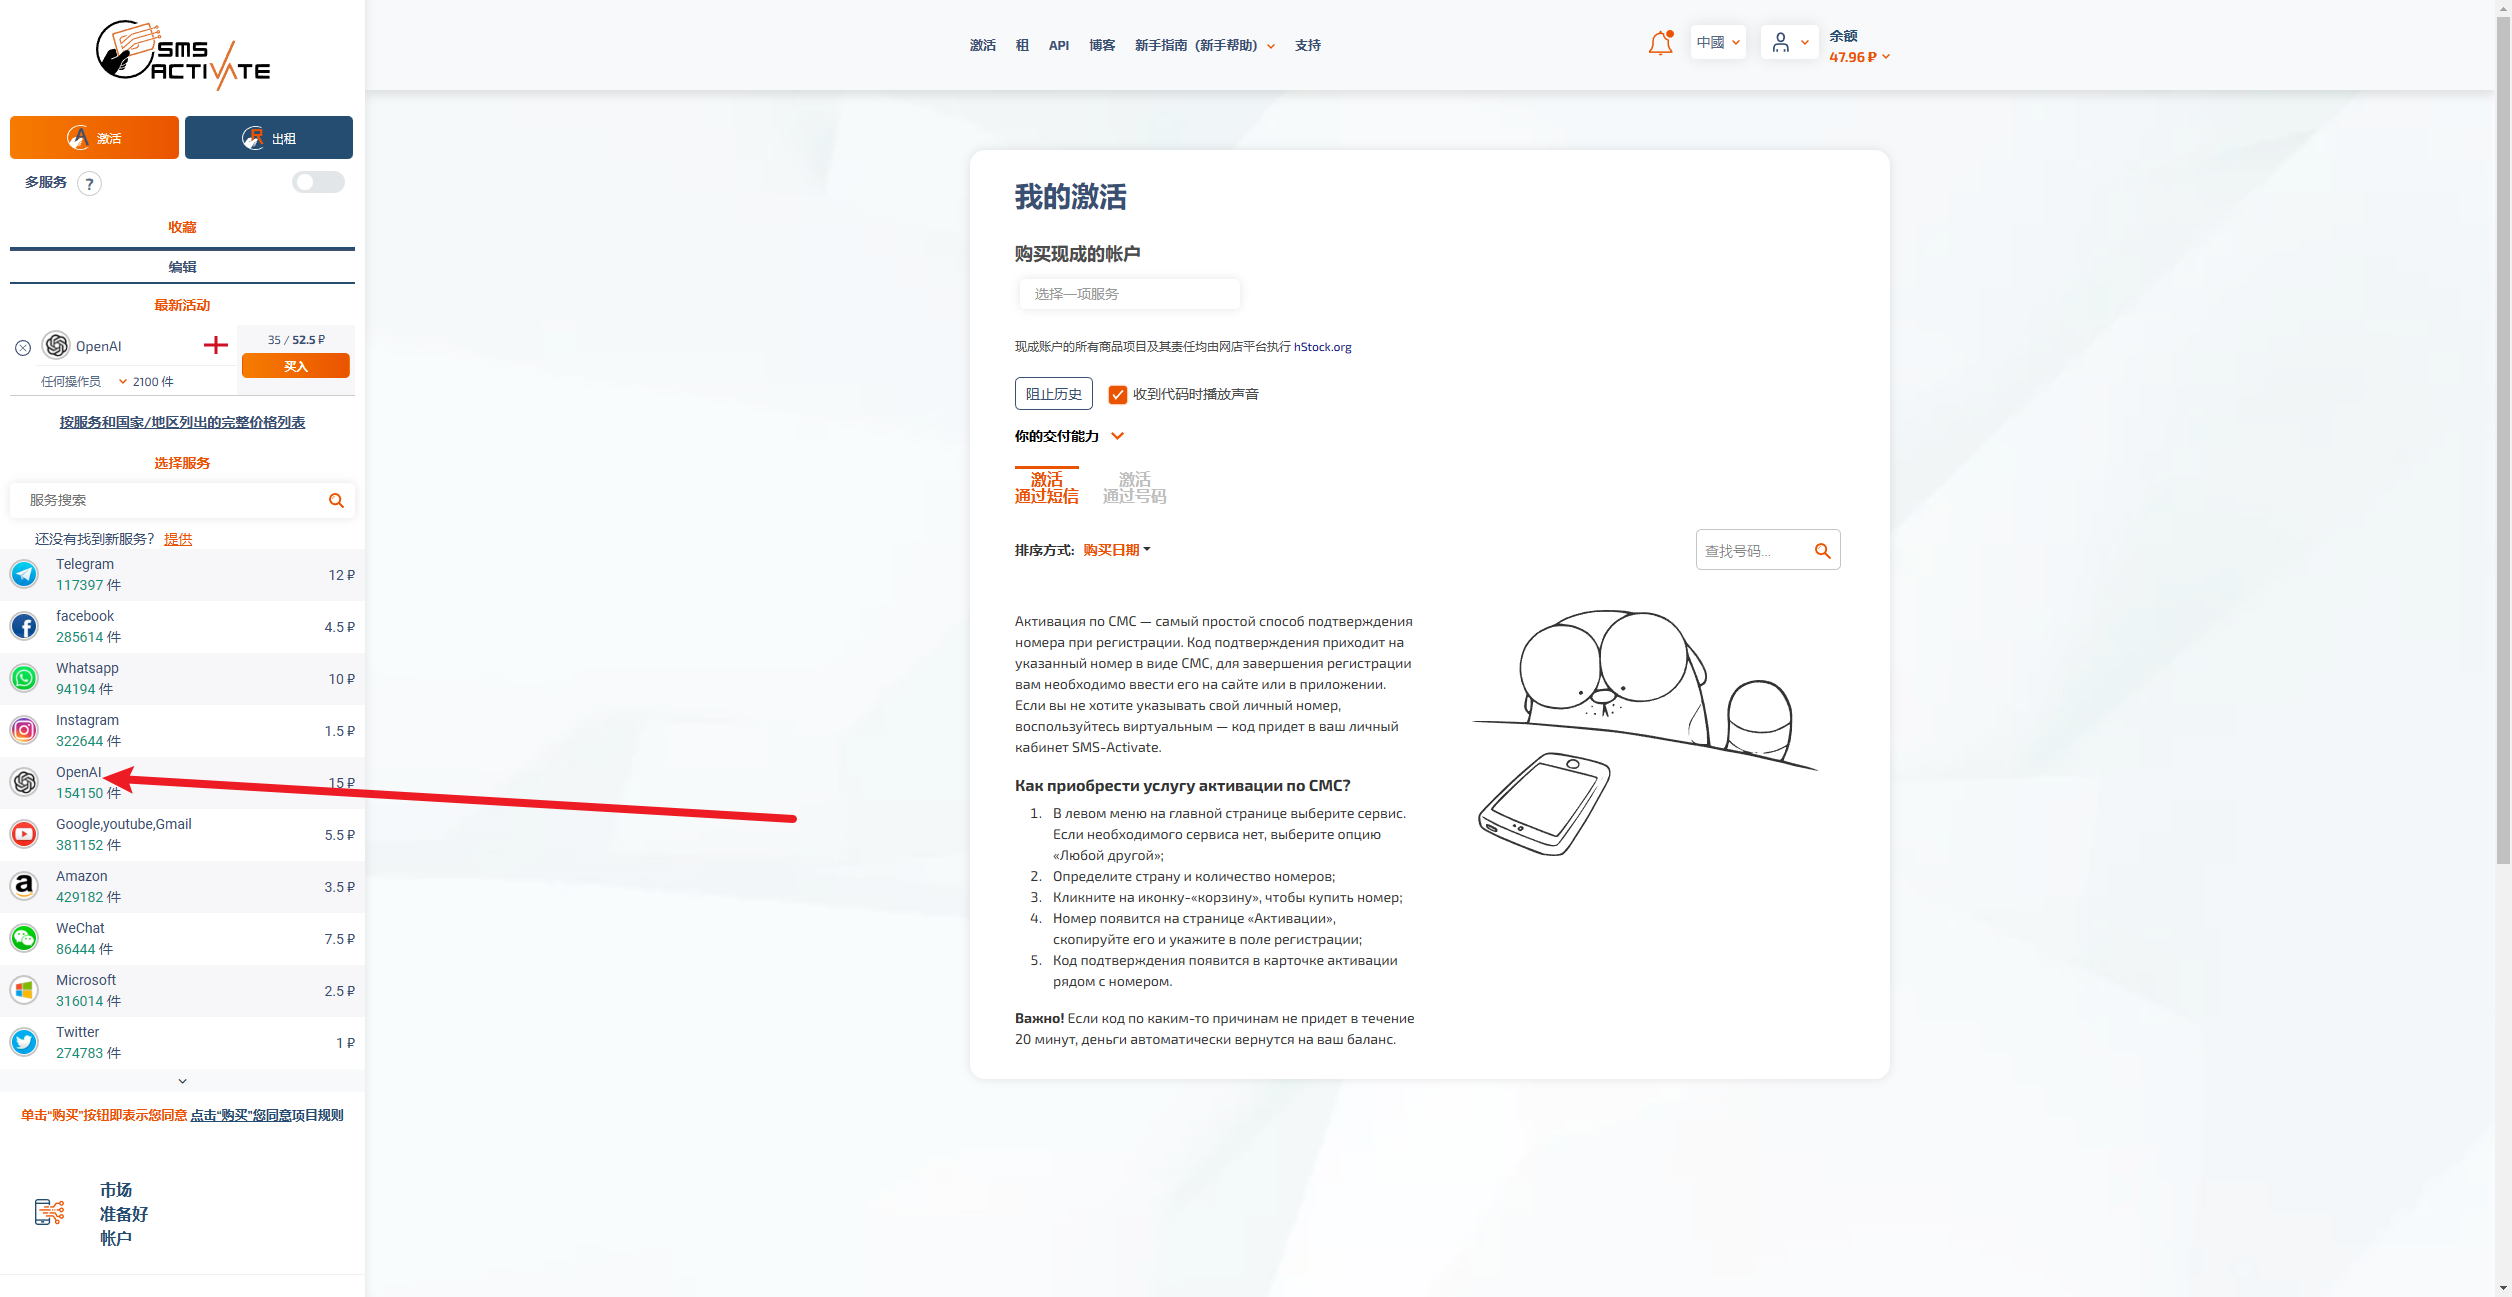 SMS
ACTIVATE
激活
出租
多服务
?
收藏
编辑
最新活动
OpenAI
35 / 52.5 ₽
买入
任何操作员
2100 件
按服务和国家/地区列出的完整价格列表
选择服务
服务搜索
还没有找到新服务? 提供
Telegram
117397 件
12 ₽
facebook
285614 件
4.5 ₽
Whatsapp
94194 件
10 ₽
Instagram
322644 件
1.5 ₽
OpenAI
154150 件
15 ₽
Google,youtube,Gmail
381152 件
5.5 ₽
Amazon
429182 件
3.5 ₽
WeChat
86444 件
7.5 ₽
Microsoft
316014 件
2.5 ₽
Twitter
274783 件
1 ₽
单击“购买”按钮即表示您同意 点击“购买”您同意项目规则
市场
准备好
帐户
激活 租 API 博客 新手指南（新手帮助） 支持
中國
余额
47.96 ₽
我的激活
购买现成的帐户
选择一项服务
现成账户的所有商品项目及其责任均由网店平台执行 hStock.org
阻止历史
收到代码时播放声音
你的交付能力
激活
通过短信
激活
通过号码
排序方式: 购买日期
查找号码...
Активация по СМС — самый простой способ подтверждения
номера при регистрации. Код подтверждения приходит на
указанный номер в виде СМС, для завершения регистрации
вам необходимо ввести его на сайте или в приложении.
Если вы не хотите указывать свой личный номер,
воспользуйтесь виртуальным — код придет в ваш личный
кабинет SMS-Activate.
Как приобрести услугу активации по СМС?
1. В левом меню на главной странице выберите сервис.
Если необходимого сервиса нет, выберите опцию
«Любой другой»;
2. Определите страну и количество номеров;
3. Кликните на иконку-«корзину», чтобы купить номер;
4. Номер появится на странице «Активации»,
скопируйте его и укажите в поле регистрации;
5. Код подтверждения появится в карточке активации
рядом с номером.
Важно! Если код по каким-то причинам не придет в течение
20 минут, деньги автоматически вернутся на ваш баланс.